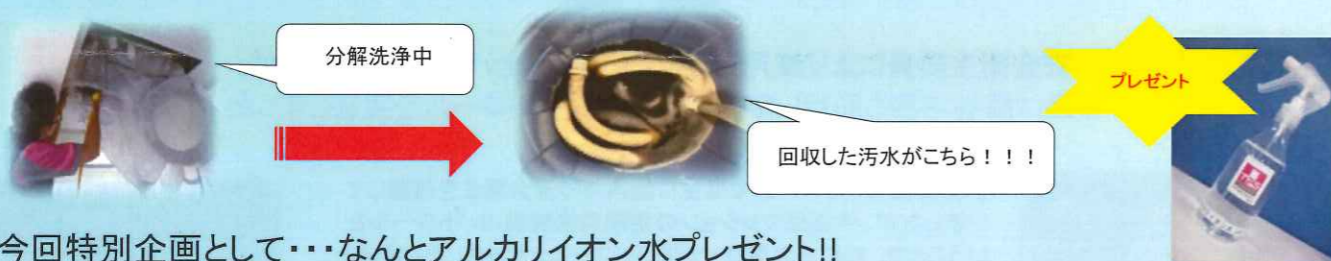 分解洗浄中
プレゼント
回収した汚水がこちら！！！
今回特別企画として・・・なんとアルカリイオン水プレゼント!!